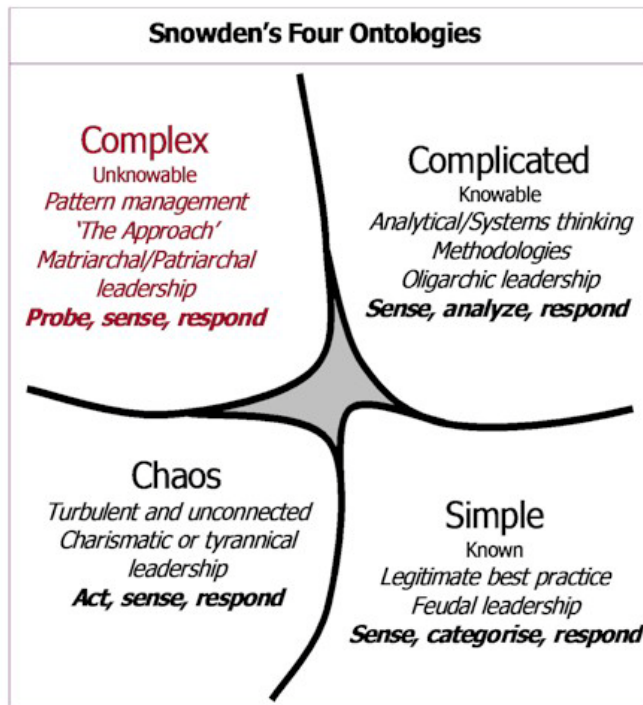 Snowden's Four Ontologies
Complex
Unknowable
Pattern management
'The Approach'
Matriarchal/Patriarchal
leadership
Probe, sense, respond
Complicated
Knowable
Analytical/Systems thinking
Methodologies
Oligarchic leadership
Sense, analyze, respond
Chaos
Turbulent and unconnected
Charismatic or tyrannical
leadership
Act, sense, respond
Simple
Known
Legitimate best practice
Feudal leadership
Sense, categorise, respond